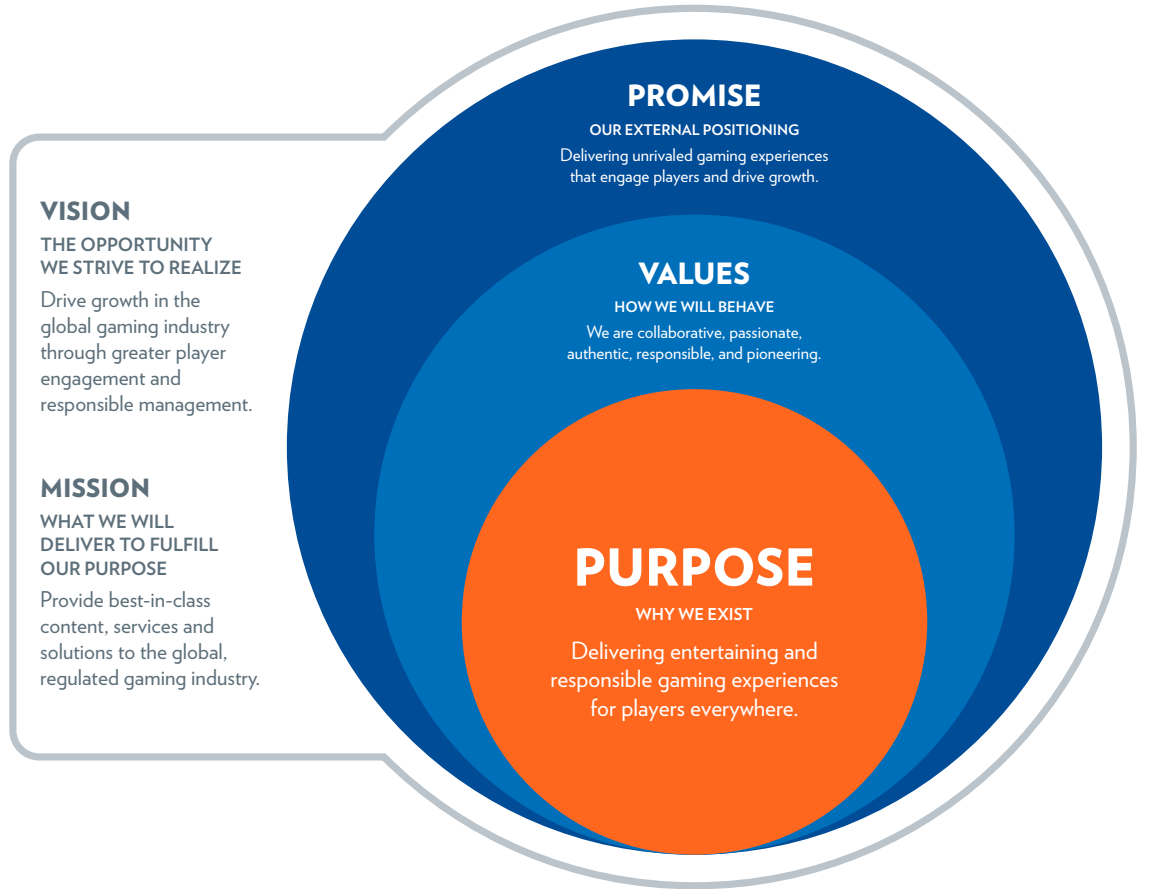 VISION
THE OPPORTUNITY
WE STRIVE TO REALIZE
Drive growth in the
global gaming industry
through greater player
engagement and
responsible management.
MISSION
WHAT WE WILL
DELIVER TO FULFILL
OUR PURPOSE
Provide best-in-class
content, services and
solutions to the global,
regulated gaming industry.
PROMISE
OUR EXTERNAL POSITIONING
Delivering unrivaled gaming experiences
that engage players and drive growth.
VALUES
HOW WE WILL BEHAVE
We are collaborative, passionate,
authentic, responsible, and pioneering.
PURPOSE
WHY WE EXIST
Delivering entertaining and
responsible gaming experiences
for players everywhere.